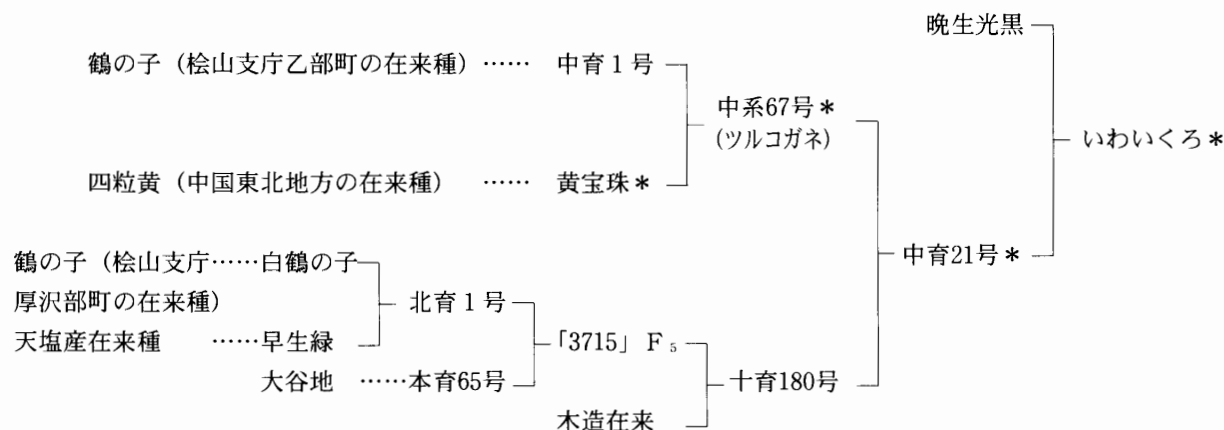 晩生光黒
鶴の子（桧山支庁乙部町の在来種）…… 中育１号
中系67号＊
(ツルコガネ)
いわいくろ＊
四粒黄（中国東北地方の在来種） …… 黄宝珠＊
鶴の子（桧山支庁……白鶴の子
中育21号＊
厚沢部町の在来種）
北育１号
天塩産在来種 ……早生緑
「3715」Ｆ₅
大谷地 ……本育65号
十育180号
木造在来